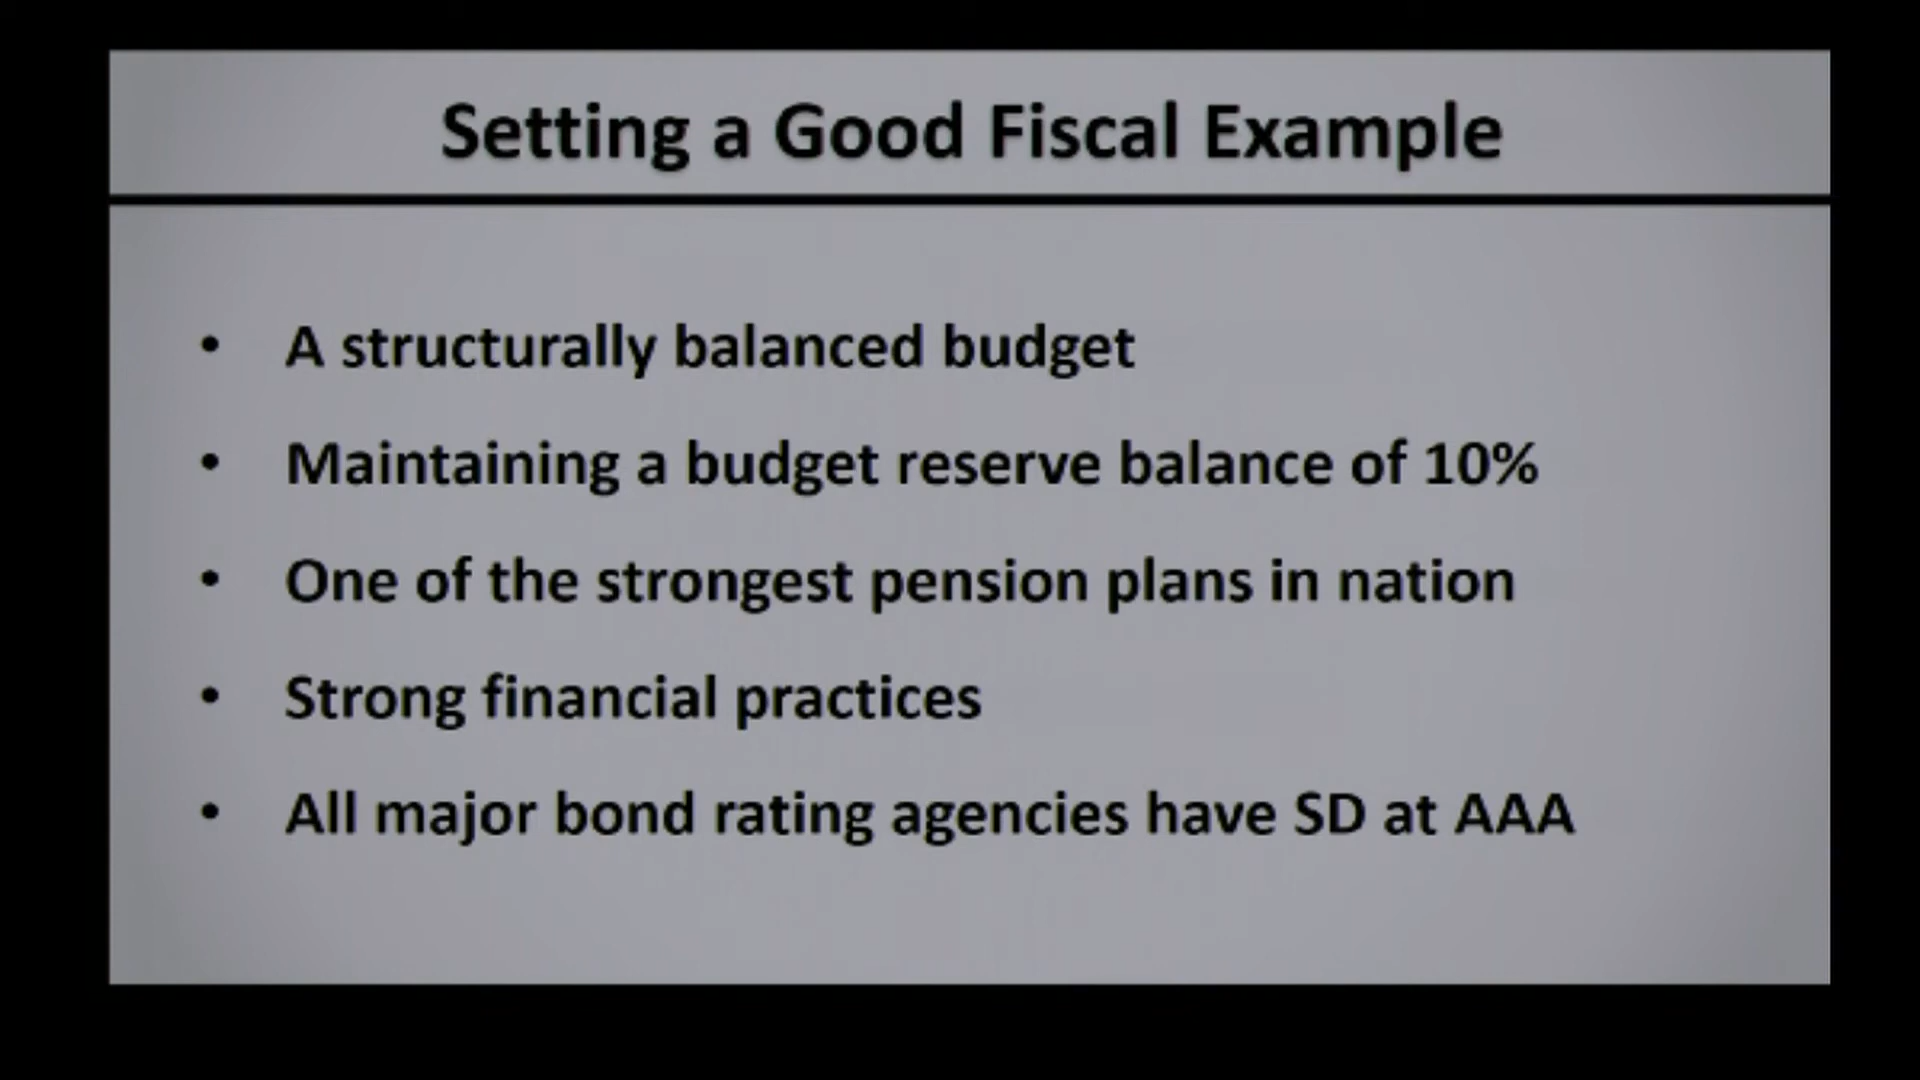 Setting a Good Fiscal Example
• A structurally balanced budget
• Maintaining a budget reserve balance of 10%
• One of the strongest pension plans in nation
• Strong financial practices
• All major bond rating agencies have SD at AAA